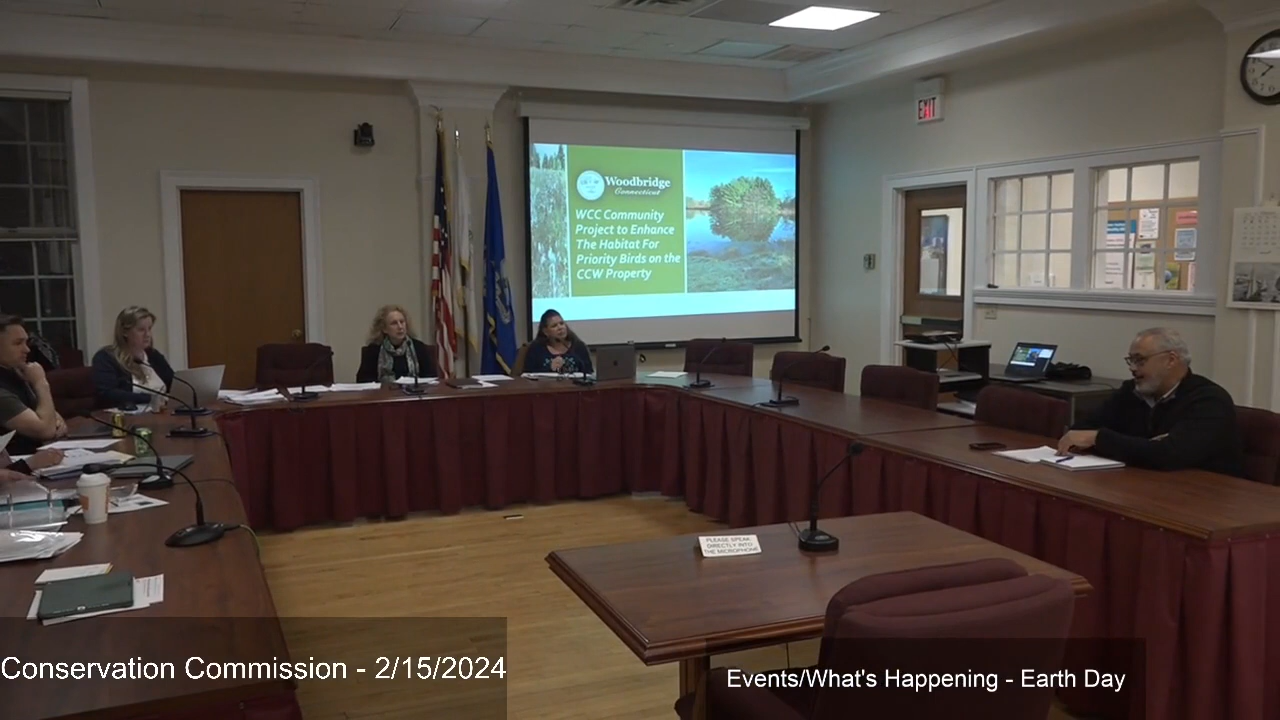 EXIT
Woodbridge
Connecticut
WCC Community
Project to Enhance
The Habitat For
Priority Birds on the
CCW Property
PLEASE SPEAK
DIRECTLY INTO
THE MICROPHONE
Conservation Commission - 2/15/2024
Events/What's Happening - Earth Day